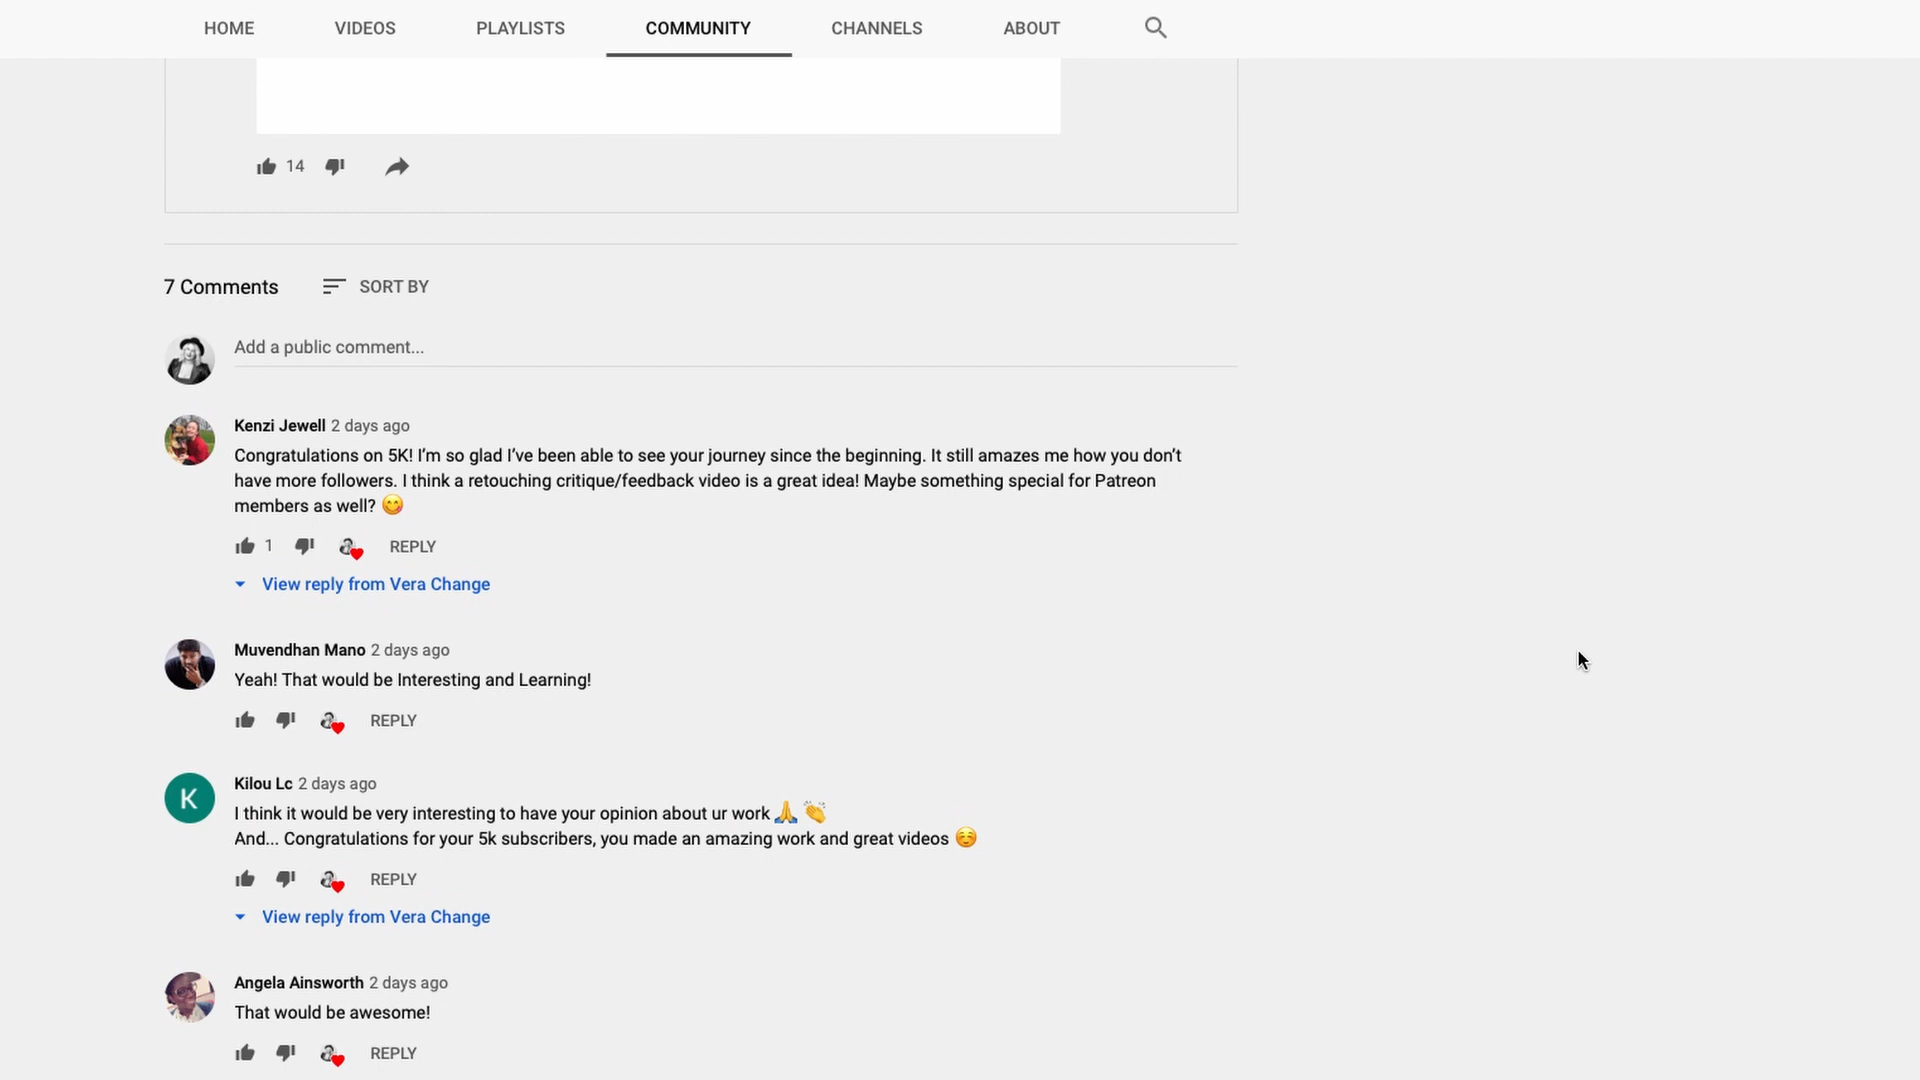 HOME VIDEOS PLAYLISTS COMMUNITY CHANNELS ABOUT
14
7 Comments SORT BY
Add a public comment...
Kenzi Jewell 2 days ago
Congratulations on 5K! I’m so glad I’ve been able to see your journey since the beginning. It still amazes me how you don’t
have more followers. I think a retouching critique/feedback video is a great idea! Maybe something special for Patreon
members as well? 😋
1 REPLY
View reply from Vera Change
Muvendhan Mano 2 days ago
Yeah! That would be Interesting and Learning!
REPLY
K
Kilou Lc 2 days ago
I think it would be very interesting to have your opinion about ur work 🙏 👏
And... Congratulations for your 5k subscribers, you made an amazing work and great videos ☺️
REPLY
View reply from Vera Change
Angela Ainsworth 2 days ago
That would be awesome!
REPLY